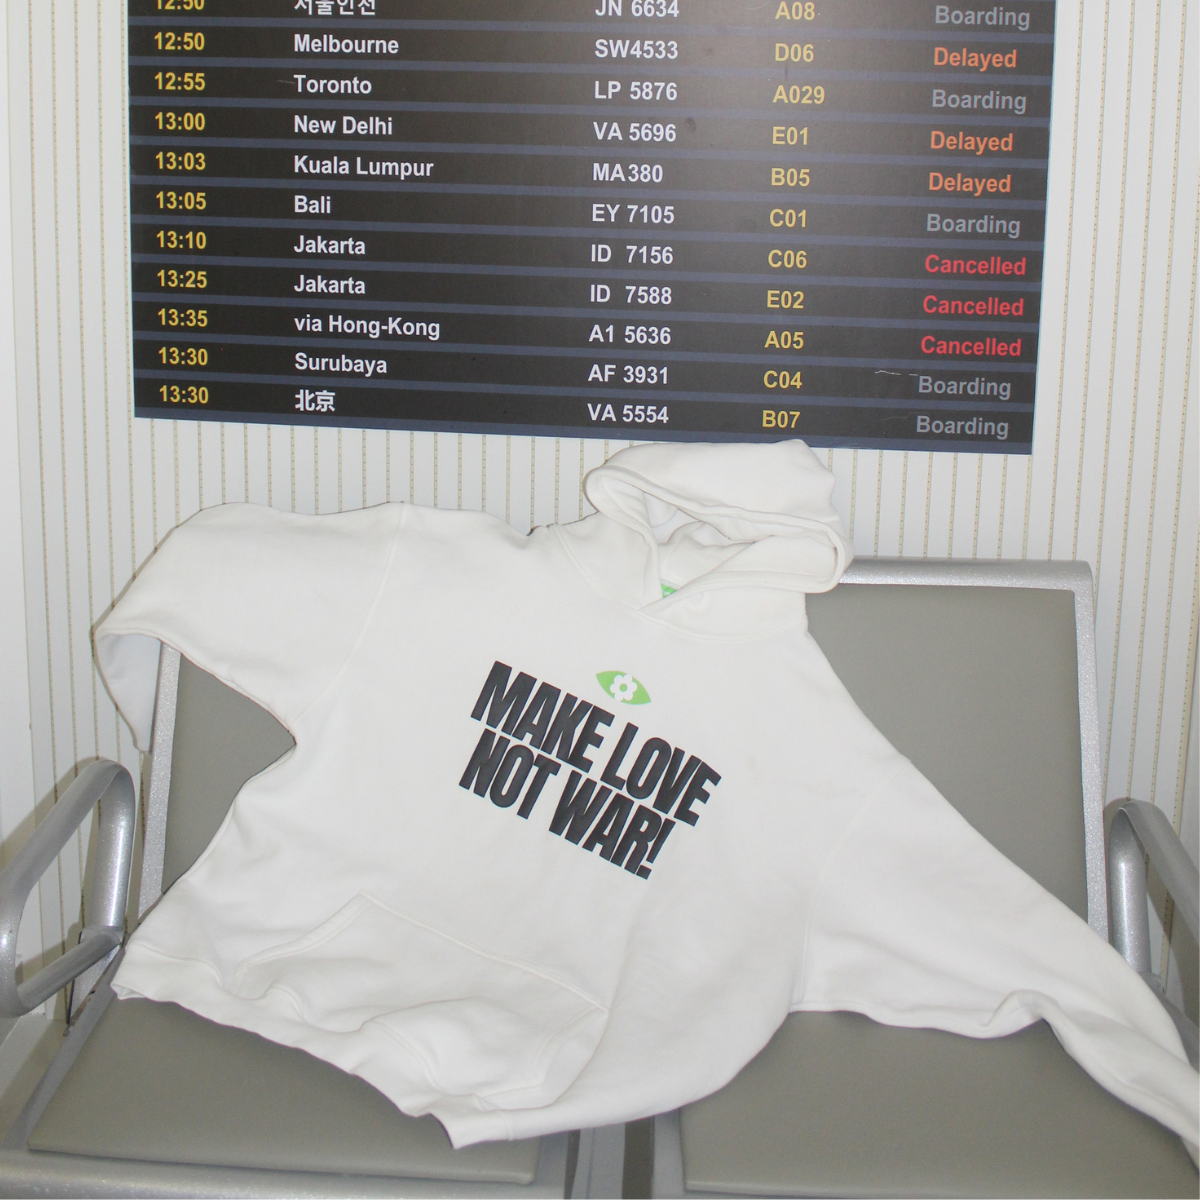 12:50 서울인천 JN 6634 A08 Boarding
12:50 Melbourne SW4533 D06 Delayed
12:55 Toronto LP 5876 A029 Boarding
13:00 New Delhi VA 5696 E01 Delayed
13:03 Kuala Lumpur MA380 B05 Delayed
13:05 Bali EY 7105 C01 Boarding
13:10 Jakarta ID 7156 C06 Cancelled
13:25 Jakarta ID 7588 E02 Cancelled
13:35 via Hong-Kong A1 5636 A05 Cancelled
13:30 Surubaya AF 3931 C04 Boarding
13:30 北京 VA 5554 B07 Boarding
MAKE LOVE
NOT WAR!